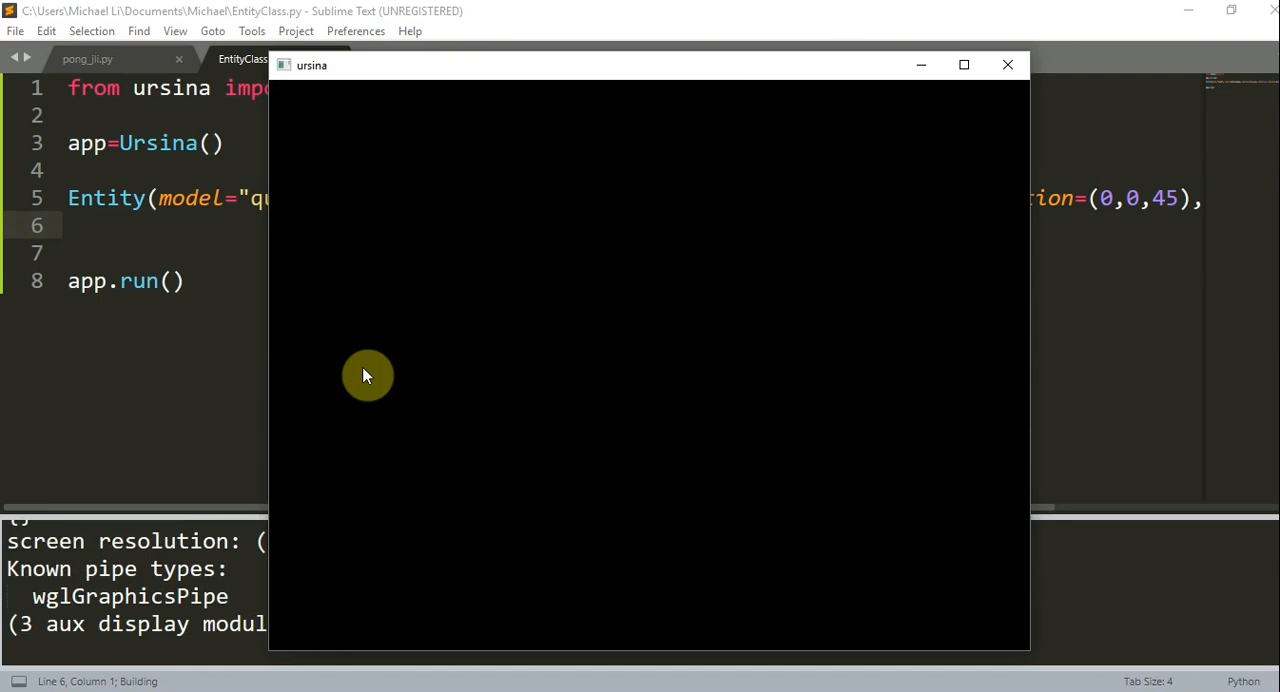 C:\Users\Michael Li\Documents\Michael\EntityClass.py - Sublime Text (UNREGISTERED)
File Edit Selection Find View Goto Tools Project Preferences Help
pong_jli.py × EntityClass
ursina
1 from ursina impo
2
3 app=Ursina()
4
5 Entity(model="qu tion=(0,0,45),
6
7
8 app.run()
{}
screen resolution: (
Known pipe types:
wglGraphicsPipe
(3 aux display modul
Line 6, Column 1; Building Tab Size: 4 Python